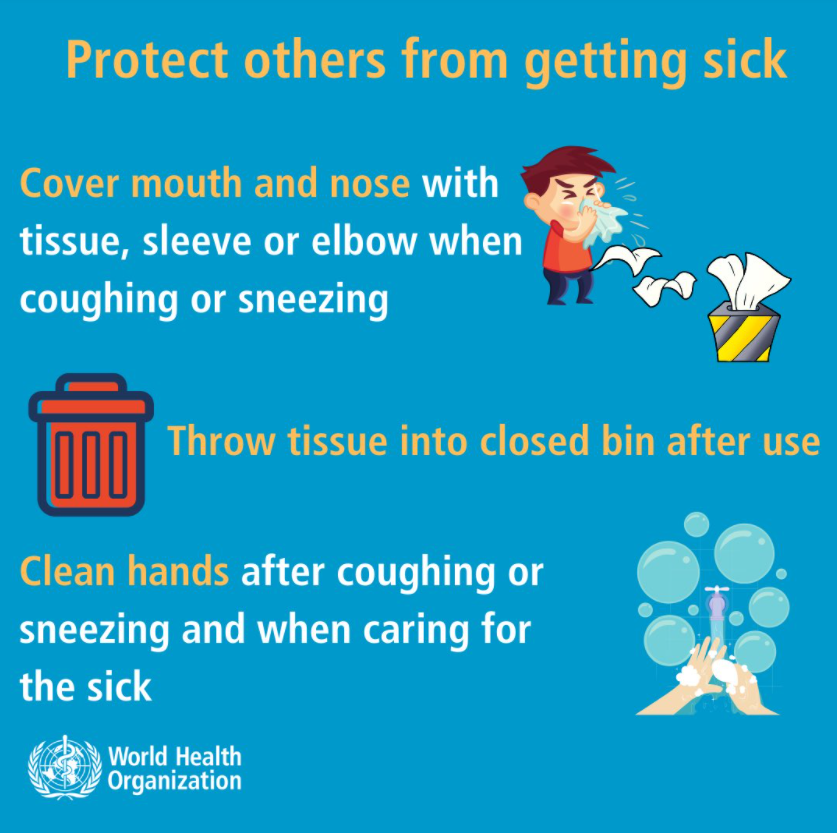 Protect others from getting sick
Cover mouth and nose with
tissue, sleeve or elbow when
coughing or sneezing
Throw tissue into closed bin after use
Clean hands after coughing or
sneezing and when caring for
the sick
World Health
Organization